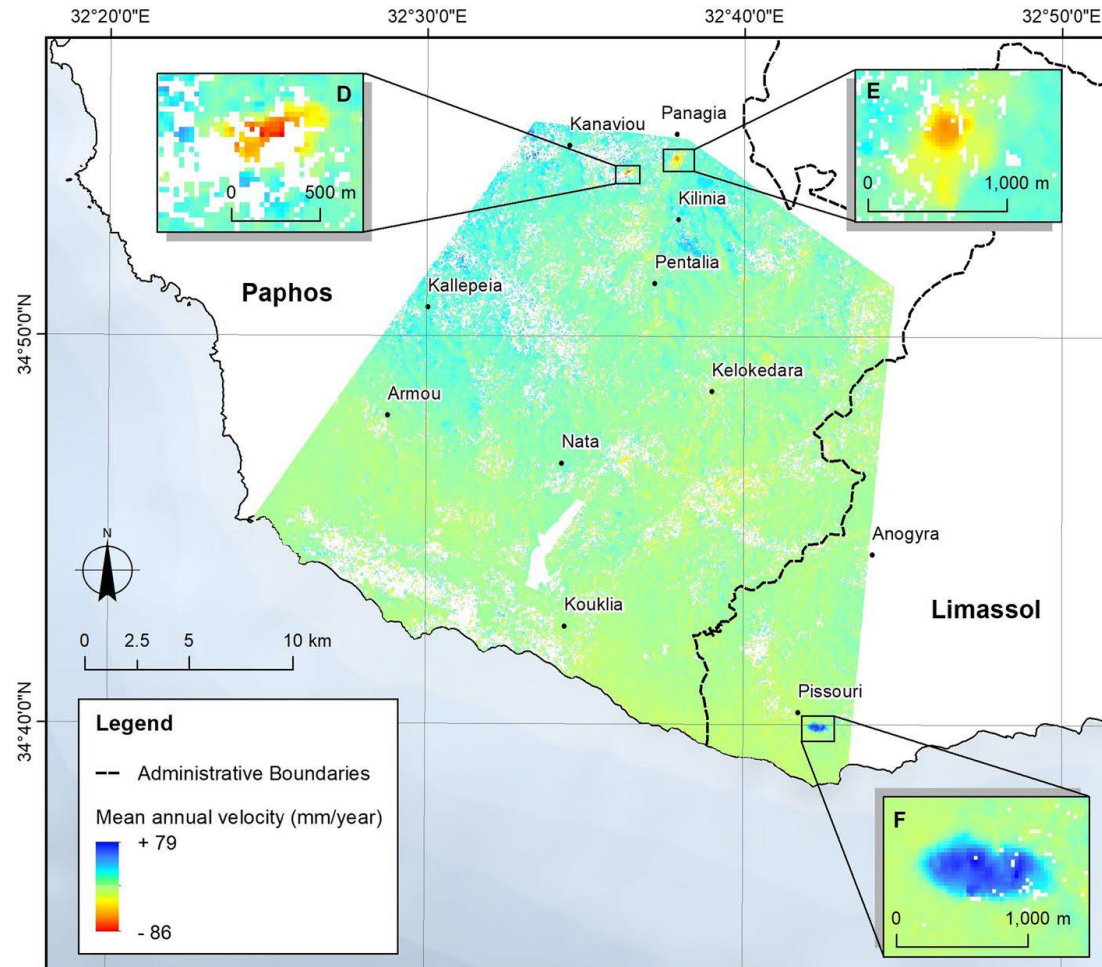 32°20'0"E 32°30'0"E 32°40'0"E 32°50'0"E
D
0 500 m
E
0 1,000 m
Kanaviou
Panagia
Kilinia
Pentalia
Paphos
Kallepeia
34°50'0"N
Kelokedara
Armou
Nata
N
Anogyra
Kouklia
Limassol
0 2.5 5 10 km
Pissouri
34°40'0"N
Legend
Administrative Boundaries
Mean annual velocity (mm/year)
+ 79
- 86
F
0 1,000 m